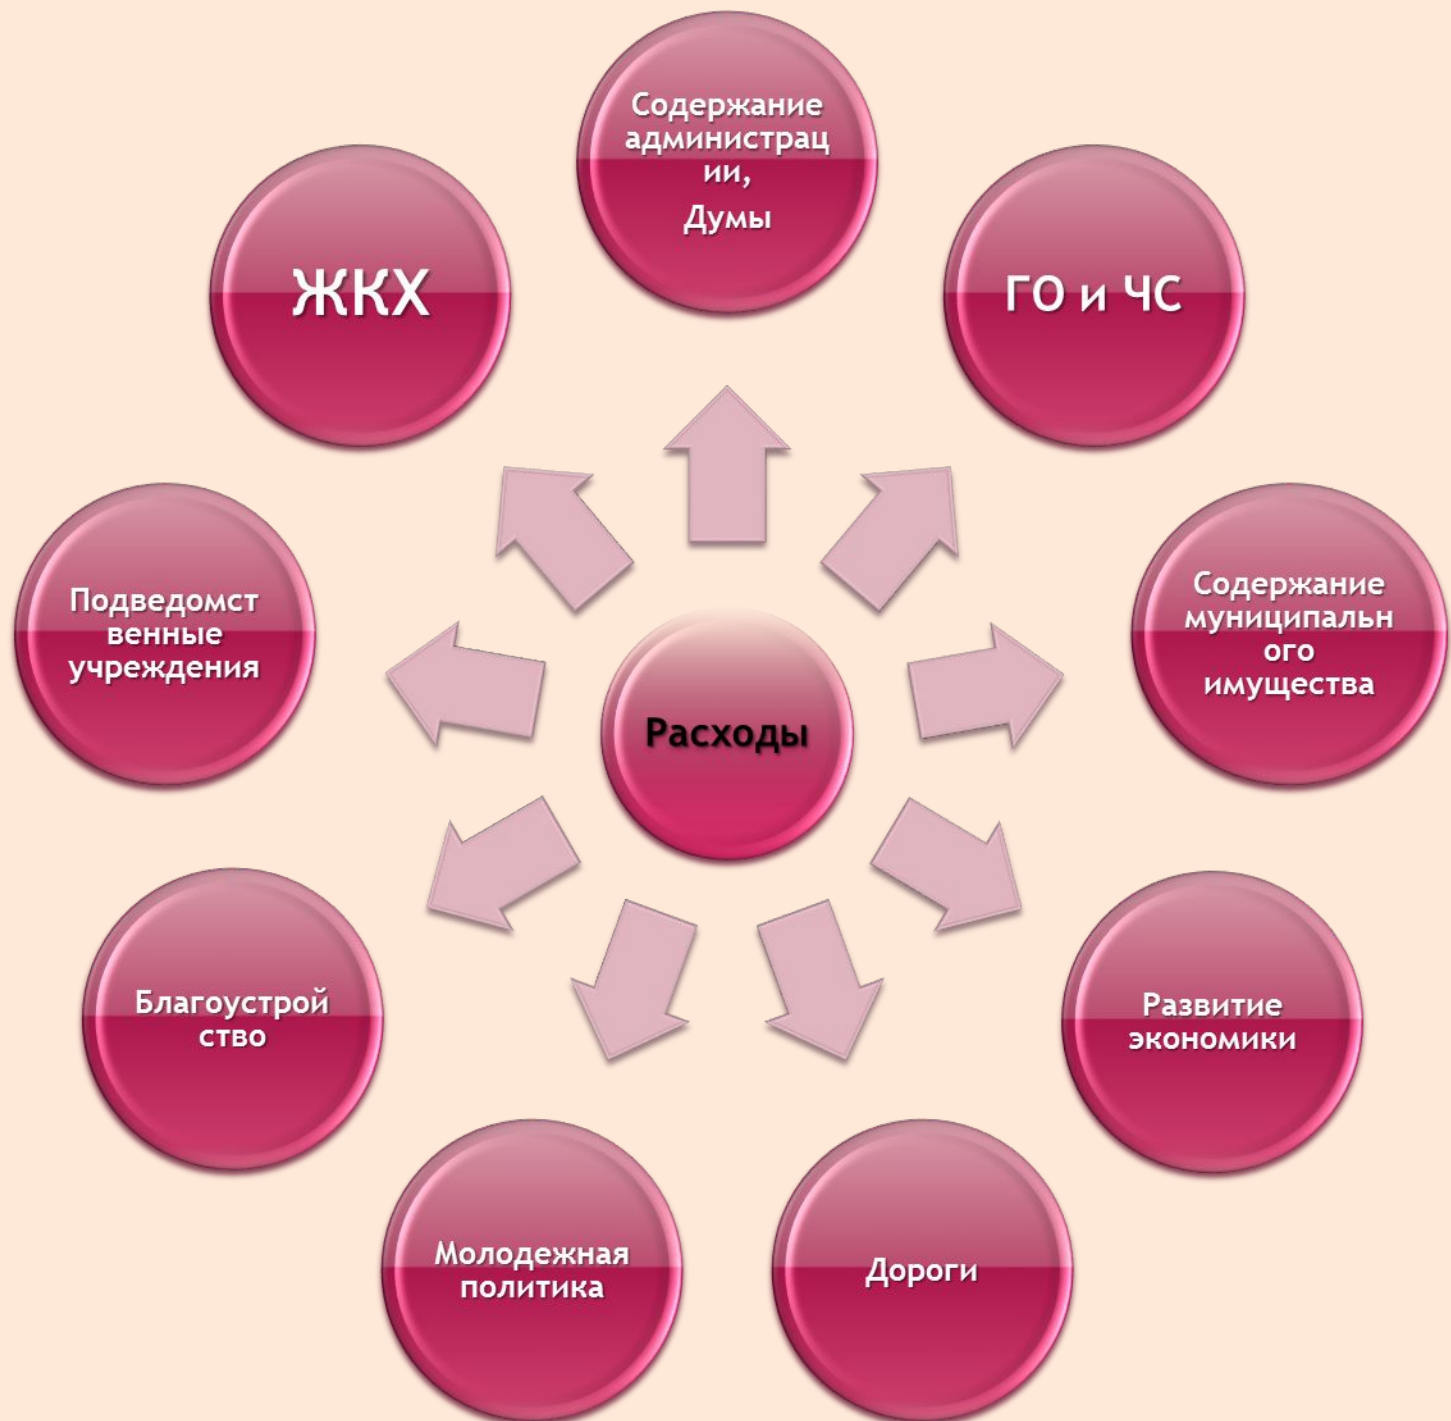 Содержание
администрац
ии,
Думы
ГО и ЧС
Содержание
муниципальн
ого
имущества
Развитие
экономики
Дороги
Молодежная
политика
Благоустрой
ство
Подведомст
венные
учреждения
ЖКХ
Расходы